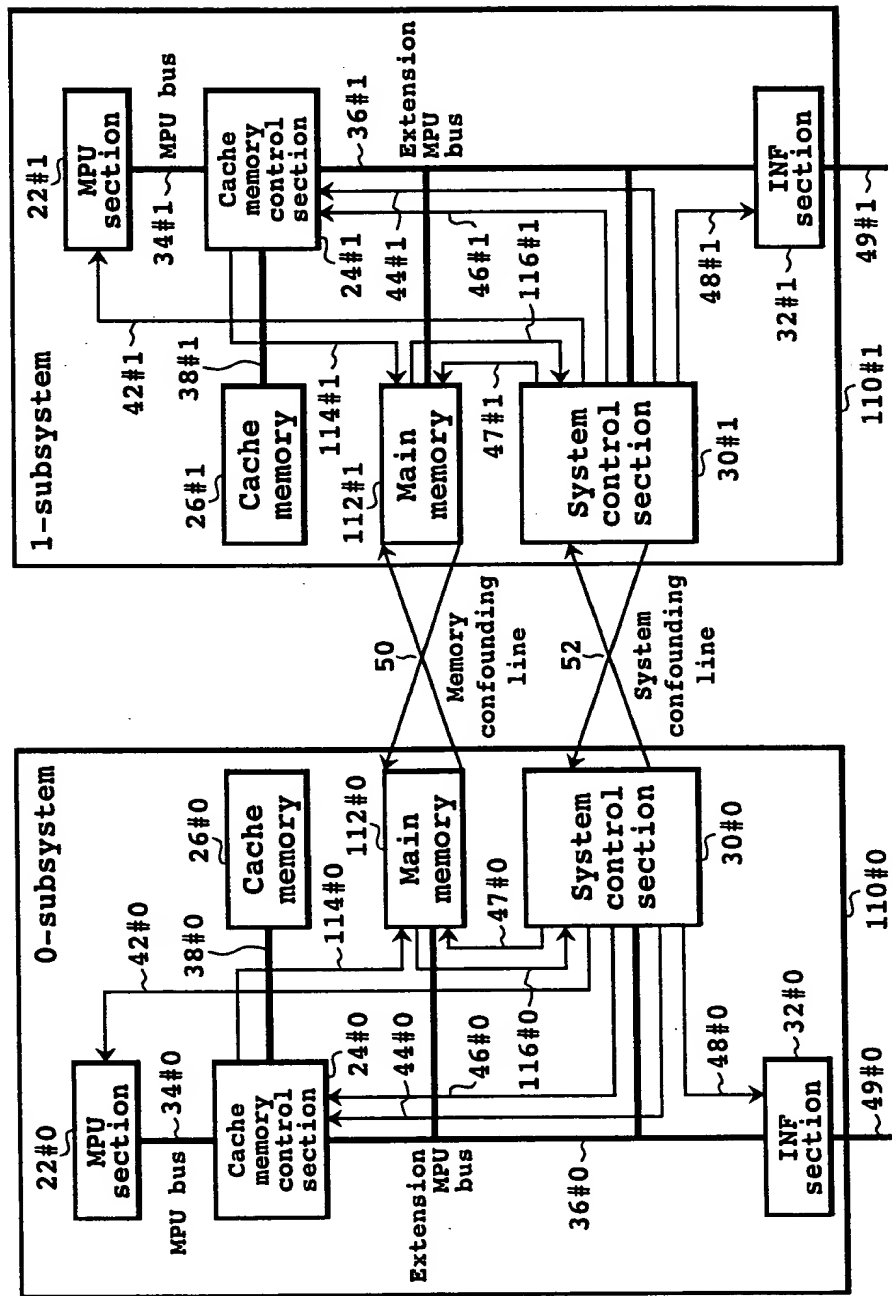 0-subsystem
22#0
MPU
section
MPU bus
34#0
42#0
38#0
26#0
Cache
memory
Cache
memory
control
section
24#0
114#0
112#0
Main
memory
44#0
46#0
116#0
47#0
Extension
MPU
bus
36#0
System
control
section
30#0
48#0
INF
section
32#0
49#0
110#0
50
Memory
confounding
line
52
System
confounding
line
1-subsystem
22#1
MPU
section
MPU bus
34#1
42#1
38#1
26#1
Cache
memory
Cache
memory
control
section
24#1
114#1
112#1
Main
memory
44#1
46#1
116#1
47#1
36#1
Extension
MPU
bus
System
control
section
30#1
48#1
INF
section
32#1
49#1
110#1